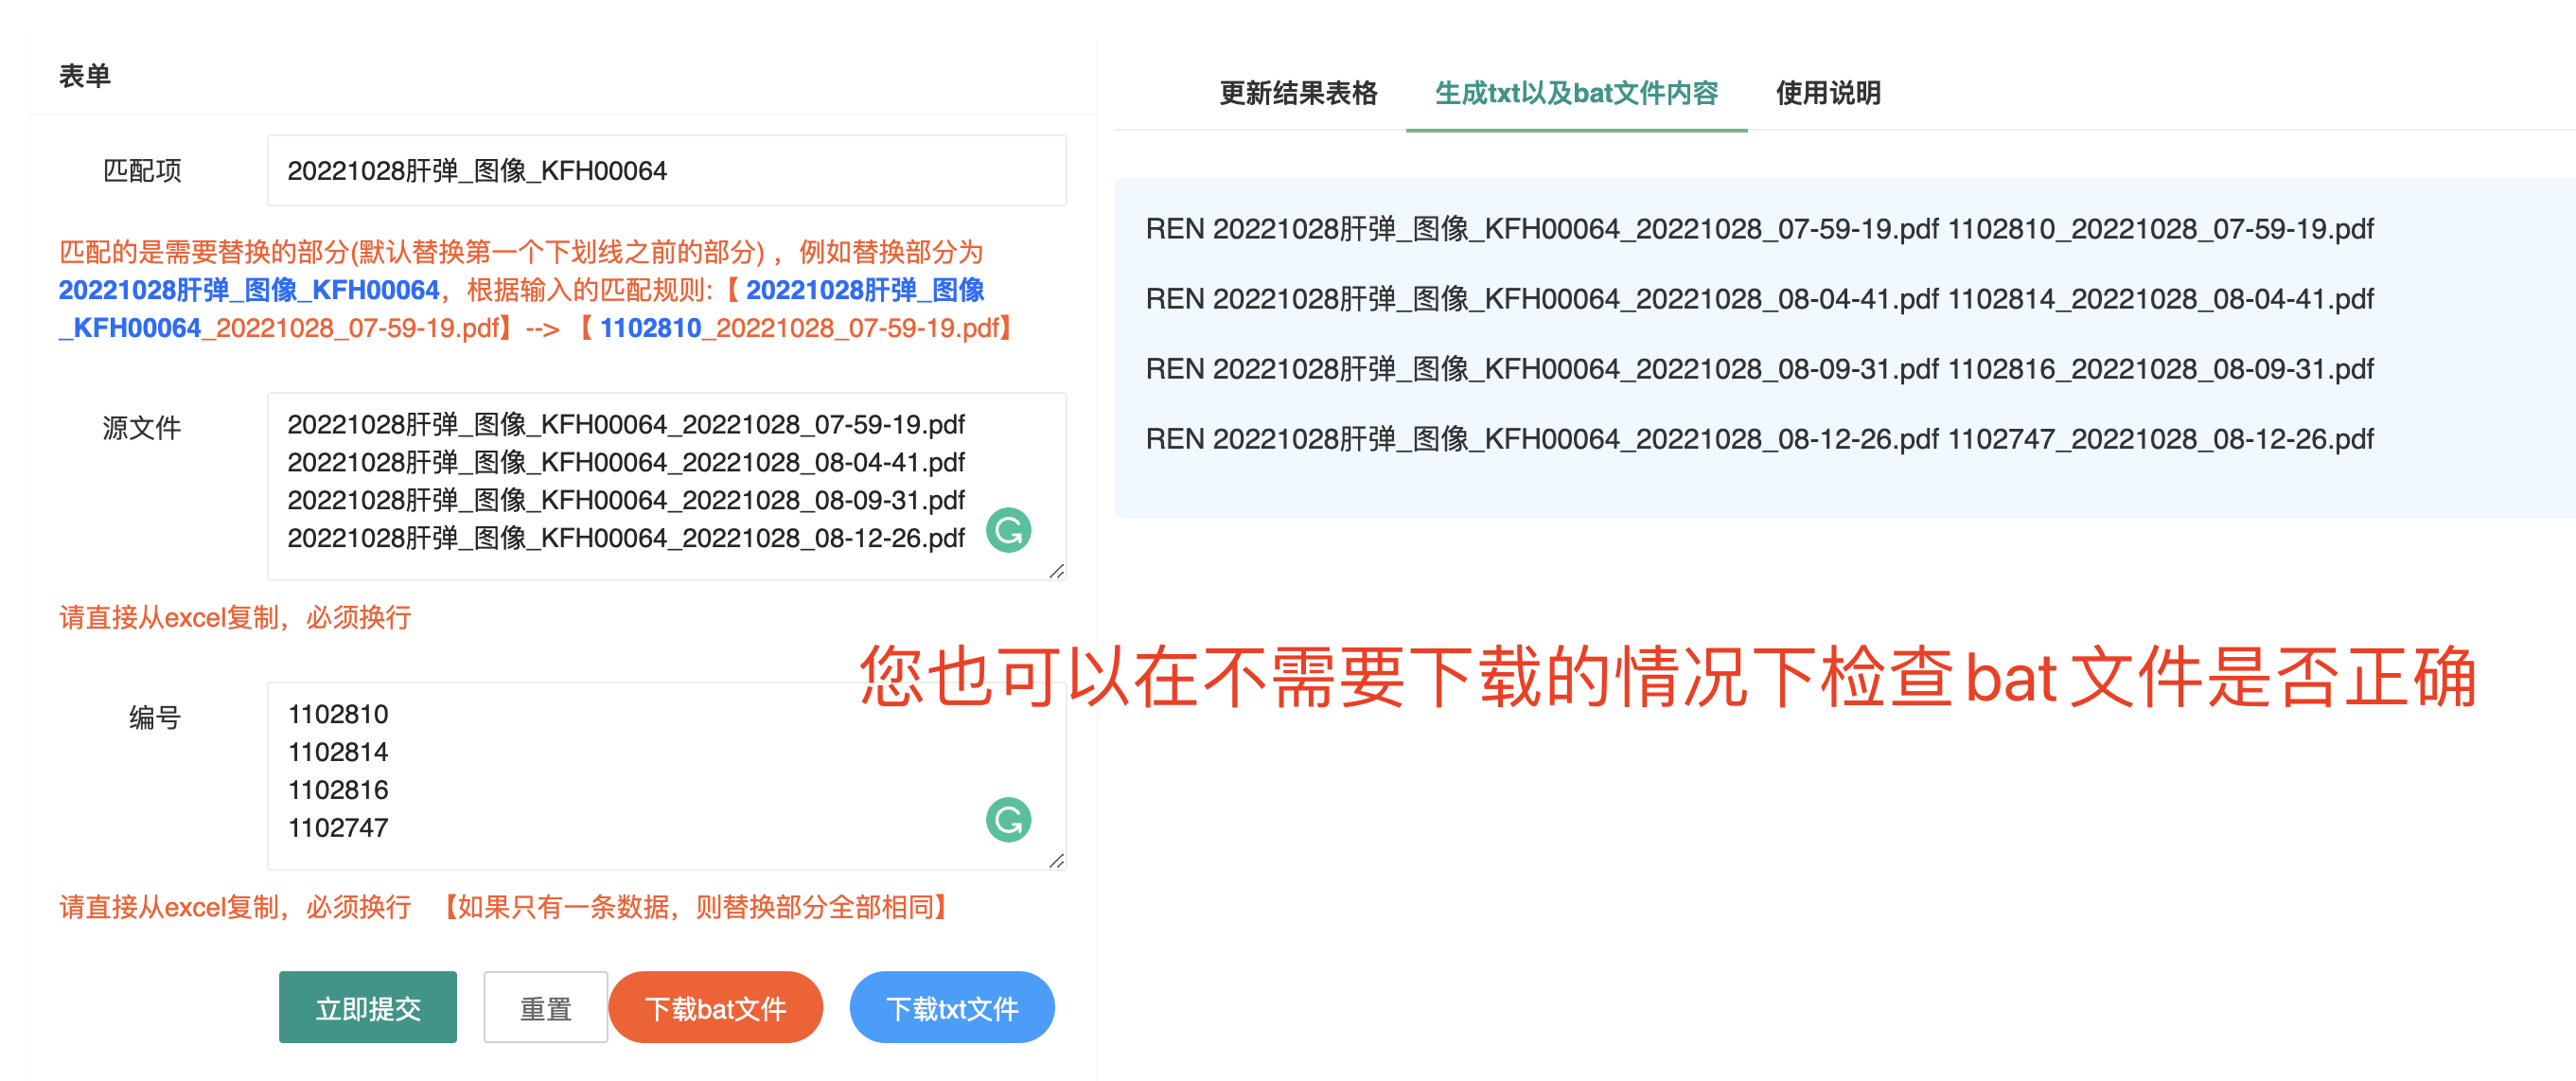 表单
匹配项
20221028肝弹_图像_KFH00064
匹配的是需要替换的部分(默认替换第一个下划线之前的部分) ，例如替换部分为
20221028肝弹_图像_KFH00064，根据输入的匹配规则:【 20221028肝弹_图像
_KFH00064_20221028_07-59-19.pdf】--> 【 1102810_20221028_07-59-19.pdf】
源文件
20221028肝弹_图像_KFH00064_20221028_07-59-19.pdf
20221028肝弹_图像_KFH00064_20221028_08-04-41.pdf
20221028肝弹_图像_KFH00064_20221028_08-09-31.pdf
20221028肝弹_图像_KFH00064_20221028_08-12-26.pdf
请直接从excel复制，必须换行
编号
1102810
1102814
1102816
1102747
请直接从excel复制，必须换行 【如果只有一条数据，则替换部分全部相同】
立即提交 重置 下载bat文件 下载txt文件
更新结果表格 生成txt以及bat文件内容 使用说明
REN 20221028肝弹_图像_KFH00064_20221028_07-59-19.pdf 1102810_20221028_07-59-19.pdf
REN 20221028肝弹_图像_KFH00064_20221028_08-04-41.pdf 1102814_20221028_08-04-41.pdf
REN 20221028肝弹_图像_KFH00064_20221028_08-09-31.pdf 1102816_20221028_08-09-31.pdf
REN 20221028肝弹_图像_KFH00064_20221028_08-12-26.pdf 1102747_20221028_08-12-26.pdf
您也可以在不需要下载的情况下检查bat文件是否正确